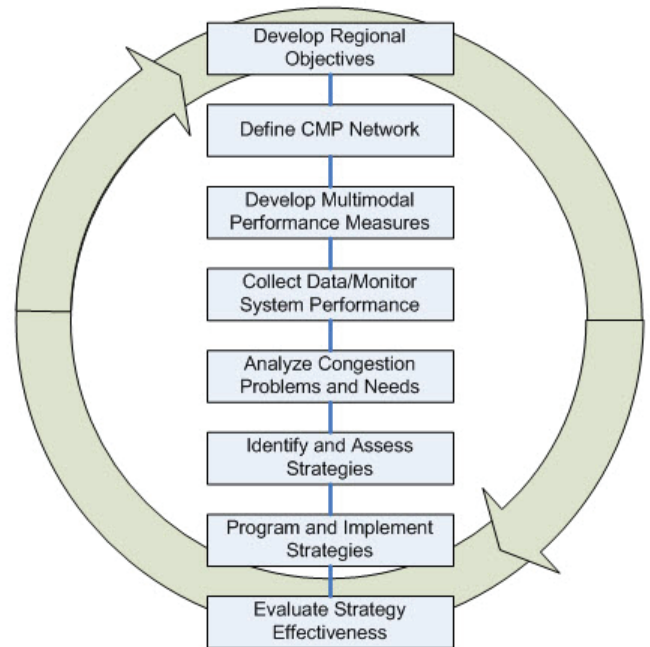 Develop Regional
Objectives
Define CMP Network
Develop Multimodal
Performance Measures
Collect Data/Monitor
System Performance
Analyze Congestion
Problems and Needs
Identify and Assess
Strategies
Program and Implement
Strategies
Evaluate Strategy
Effectiveness